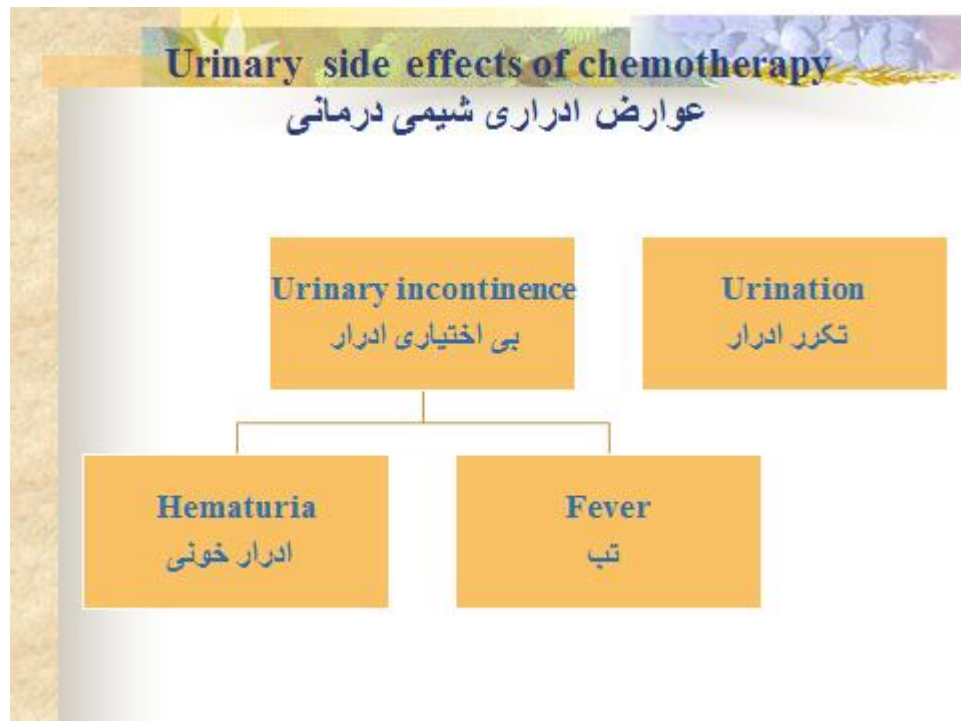 Urinary side effects of chemotherapy
عوارض ادراری شیمی درمانی
Urinary incontinence
بی اختیاری ادرار
Urination
تکرر ادرار
Hematuria
ادرار خونی
Fever
تب